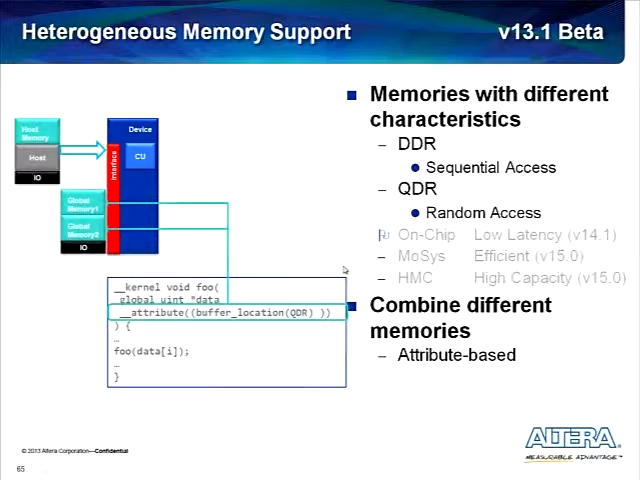 Heterogeneous Memory Support
v13.1 Beta
Host
Memory
Host
IO
Global
Memory1
Global
Memory2
IO
Interface
Device
CU
__kernel void foo(
global uint *data
__attribute((buffer_location(QDR) ))
) {
…
foo(data[i]);
…
}
Memories with different
characteristics
– DDR
Sequential Access
– QDR
Random Access
On-Chip Low Latency (v14.1)
– MoSys Efficient (v15.0)
– HMC High Capacity (v15.0)
Combine different
memories
– Attribute-based
© 2013 Altera Corporation—Confidential
65
ALTERA
MEASURABLE ADVANTAGE™